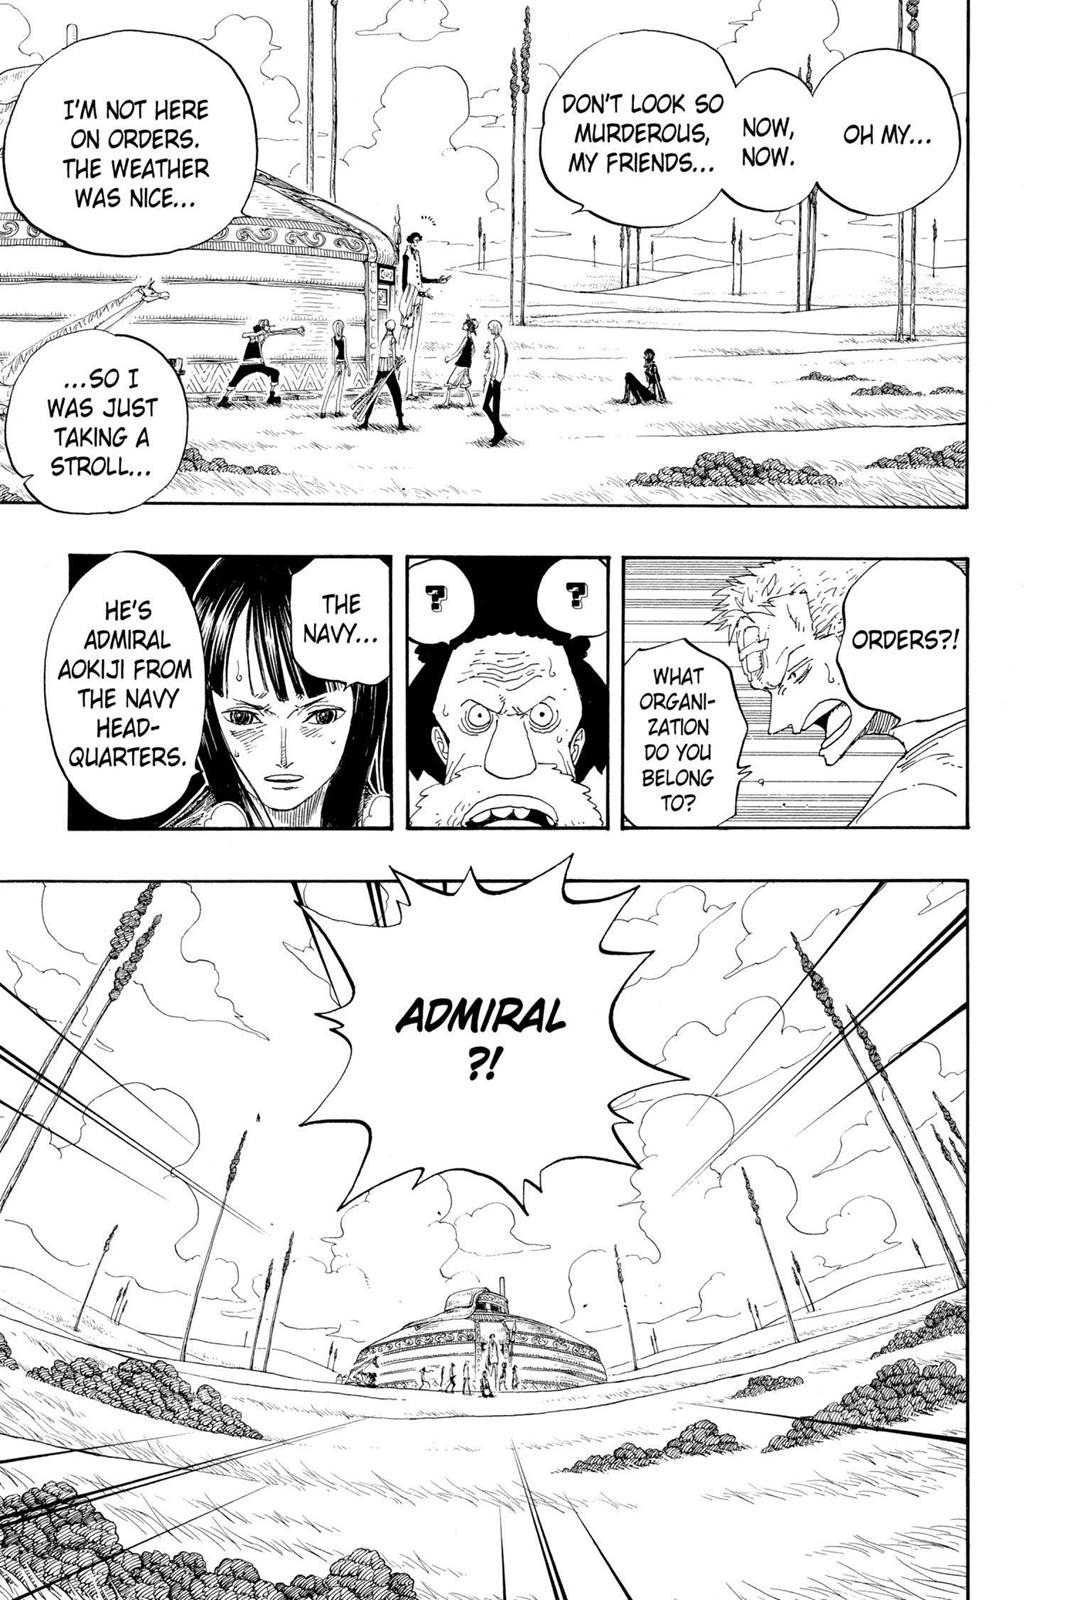 OH MY...
NOW,
NOW.
DON'T LOOK SO
MURDEROUS,
MY FRIENDS...
I'M NOT HERE
ON ORDERS.
THE WEATHER
WAS NICE...
...SO I
WAS JUST
TAKING A
STROLL...
ORDERS?!
WHAT
ORGANI-
ZATION
DO YOU
BELONG
TO?
?
?
THE
NAVY...
HE'S
ADMIRAL
AOKIJI FROM
THE NAVY
HEAD-
QUARTERS.
ADMIRAL
?!